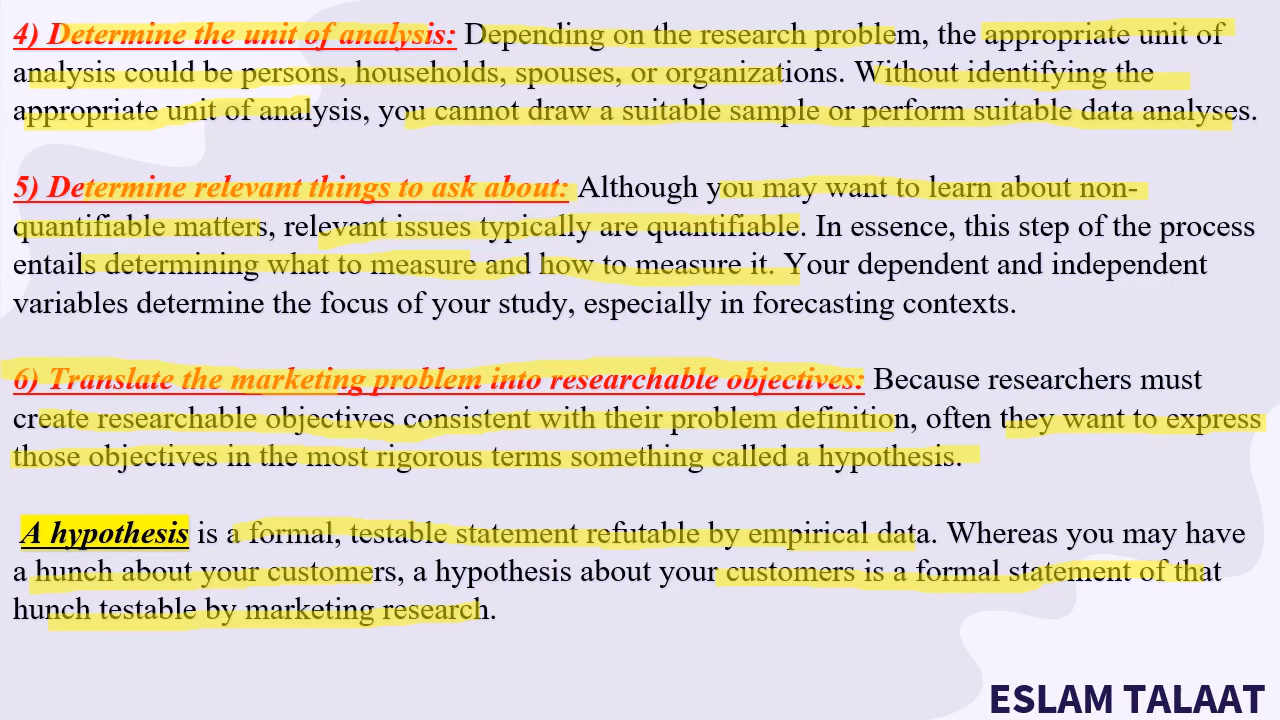 4) Determine the unit of analysis: Depending on the research problem, the appropriate unit of
analysis could be persons, households, spouses, or organizations. Without identifying the
appropriate unit of analysis, you cannot draw a suitable sample or perform suitable data analyses.
5) Determine relevant things to ask about: Although you may want to learn about non-
quantifiable matters, relevant issues typically are quantifiable. In essence, this step of the process
entails determining what to measure and how to measure it. Your dependent and independent
variables determine the focus of your study, especially in forecasting contexts.
6) Translate the marketing problem into researchable objectives: Because researchers must
create researchable objectives consistent with their problem definition, often they want to express
those objectives in the most rigorous terms something called a hypothesis.
A hypothesis is a formal, testable statement refutable by empirical data. Whereas you may have
a hunch about your customers, a hypothesis about your customers is a formal statement of that
hunch testable by marketing research.
ESLAM TALAAT